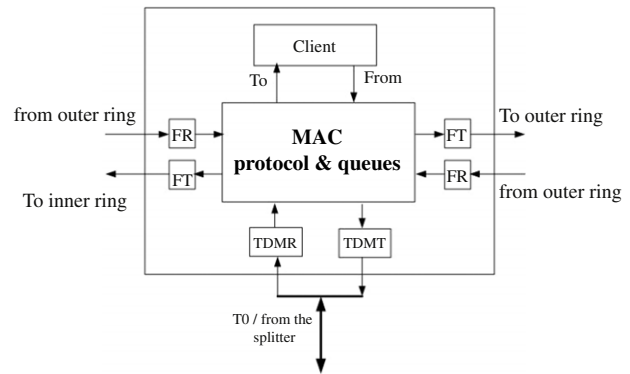 Client
To
From
from outer ring
To outer ring
FR
MAC
protocol & queues
FT
FT
FR
To inner ring
from outer ring
TDMR
TDMT
T0 / from the
splitter